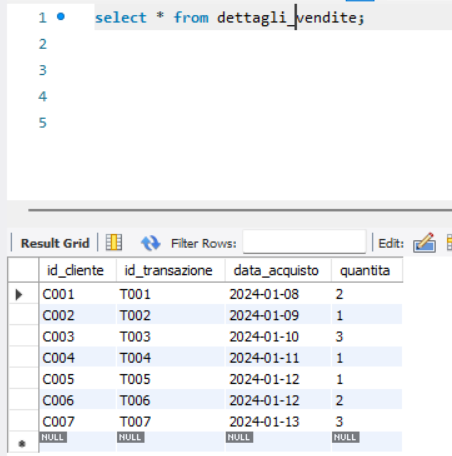 1 select * from dettagli_vendite;
2
3
4
5
Result Grid Filter Rows: Edit:
id_cliente id_transazione data_acquisto quantita
C001 T001 2024-01-08 2
C002 T002 2024-01-09 1
C003 T003 2024-01-10 3
C004 T004 2024-01-11 1
C005 T005 2024-01-12 1
C006 T006 2024-01-12 2
C007 T007 2024-01-13 3
NULL NULL NULL NULL